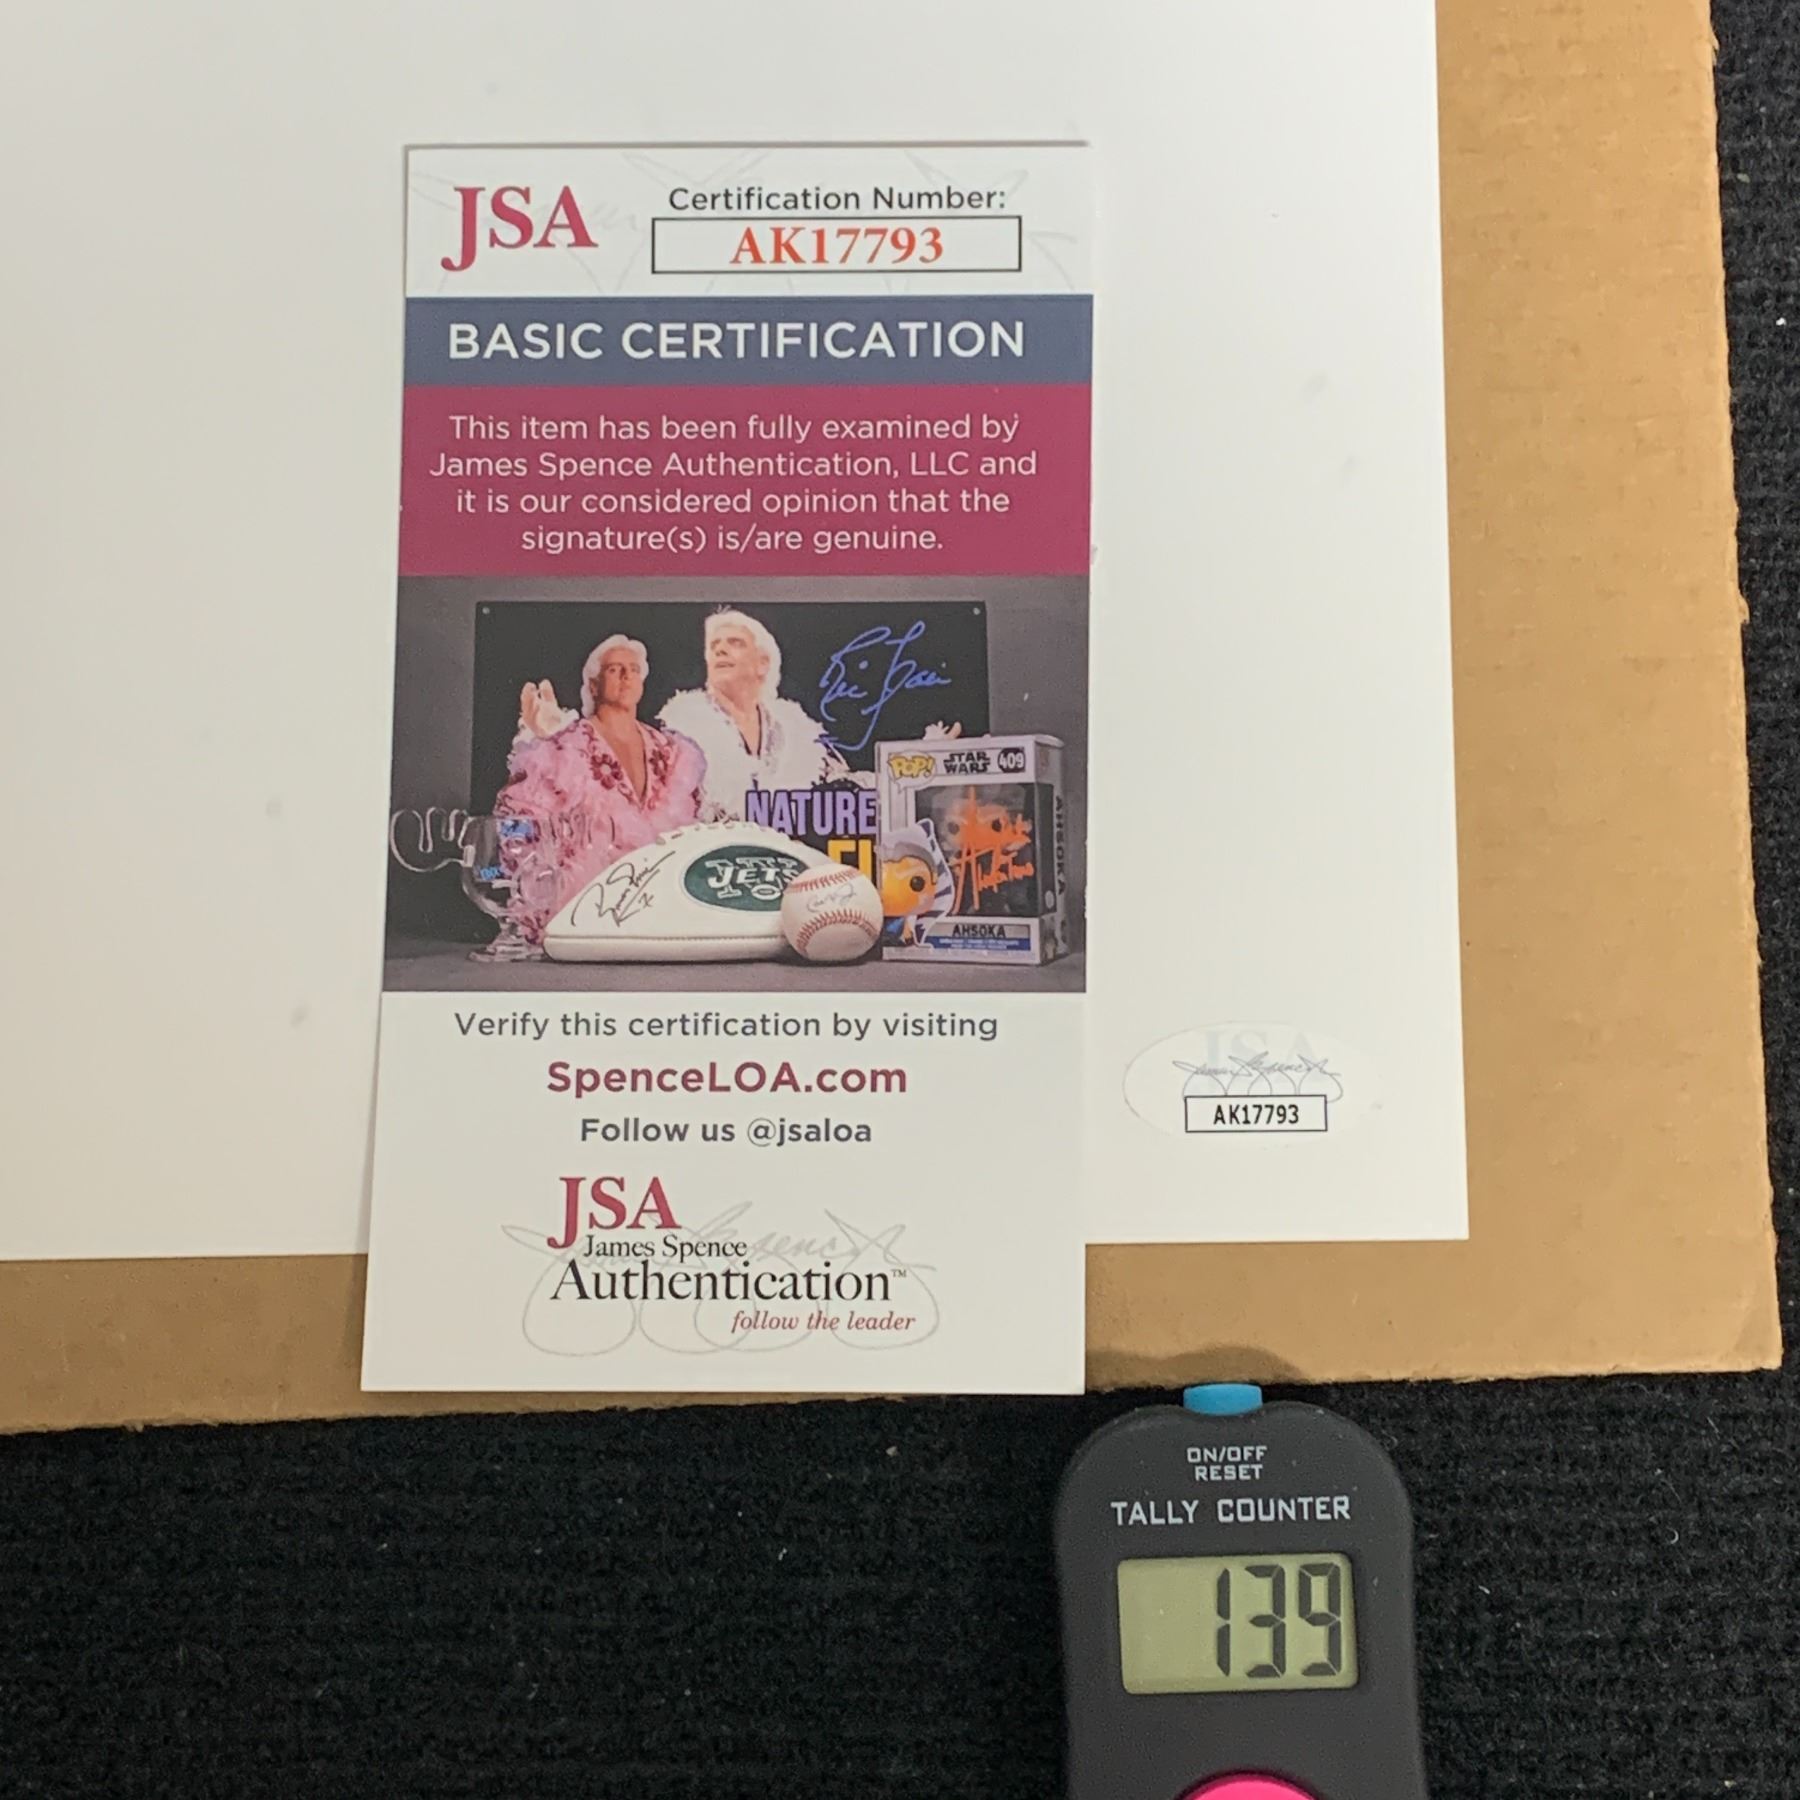 JSA
Certification Number:
AK17793
BASIC CERTIFICATION
This item has been fully examined by
James Spence Authentication, LLC and
it is our considered opinion that the
signature(s) is/are genuine.
POP! STAR WARS 409
NATURE
JETS
AHSOKA
AHSOKA
Verify this certification by visiting
SpenceLOA.com
Follow us @jsaloa
JSA
James Spence
Authentication™
follow the leader
JSA
AK17793
ON/OFF
RESET
TALLY COUNTER
139